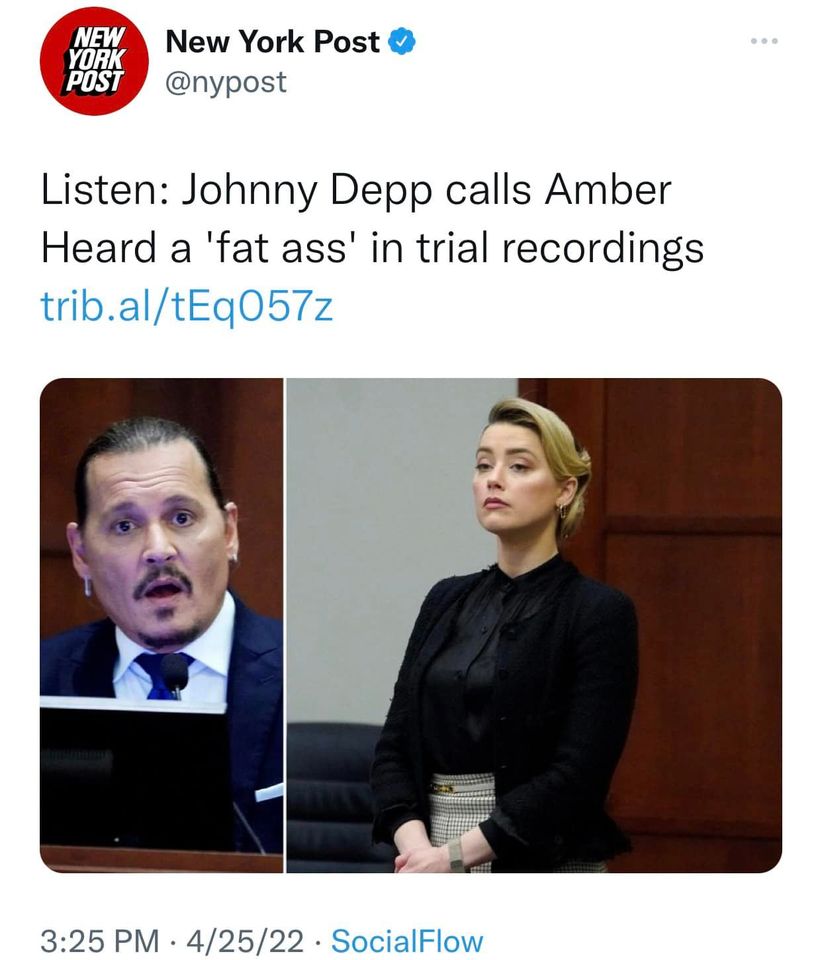 NEW
YORK
POST
New York Post
@nypost
Listen: Johnny Depp calls Amber
Heard a 'fat ass' in trial recordings
trib.al/tEq057z
3:25 PM · 4/25/22 · SocialFlow